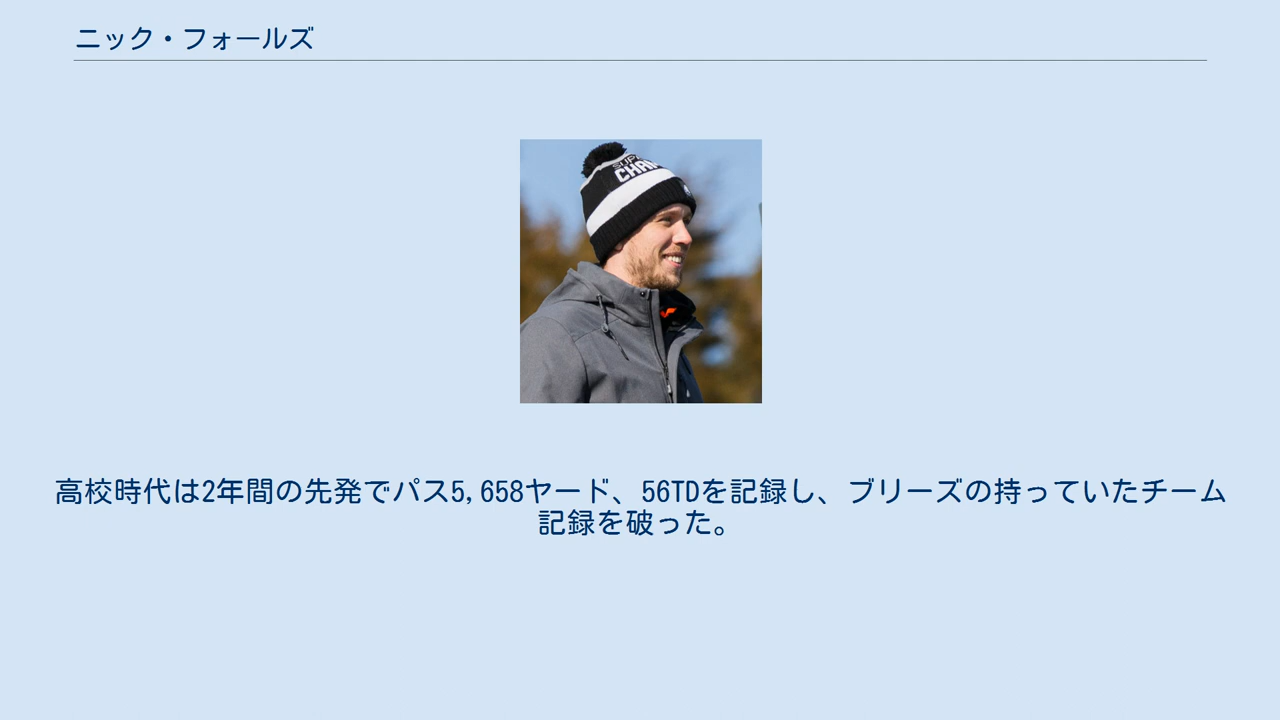 ニック・フォールズ
CHAM
高校時代は2年間の先発でパス5,658ヤード、56TDを記録し、ブリーズの持っていたチーム
記録を破った。